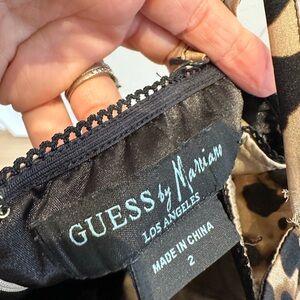 GUESS by Marciano
LOS ANGELES
MADE IN CHINA
2